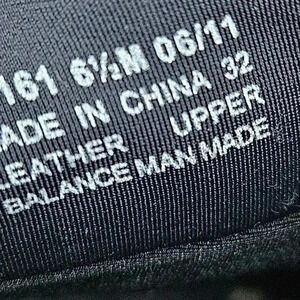 161 6½M 06/11
MADE IN CHINA 32
LEATHER UPPER
BALANCE MAN MADE